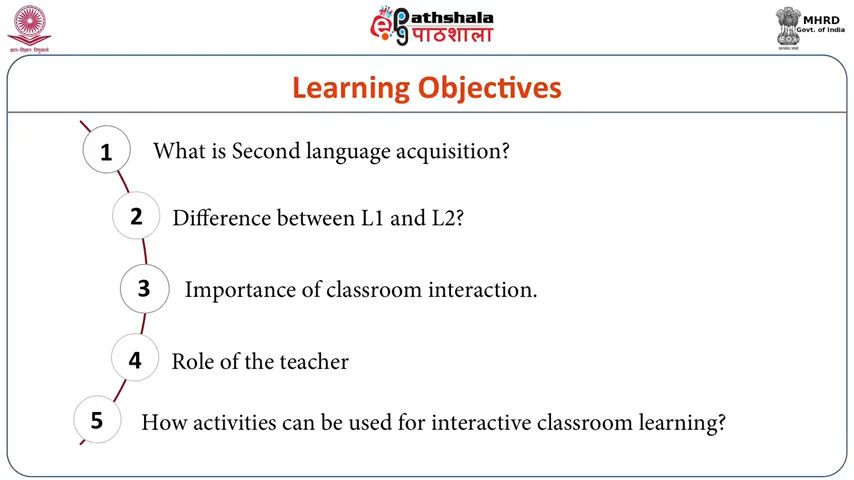 ePathshala
पाठशाला
MHRD
Govt. of India
Learning Objectives
1 What is Second language acquisition?
2 Difference between L1 and L2?
3 Importance of classroom interaction.
4 Role of the teacher
5 How activities can be used for interactive classroom learning?